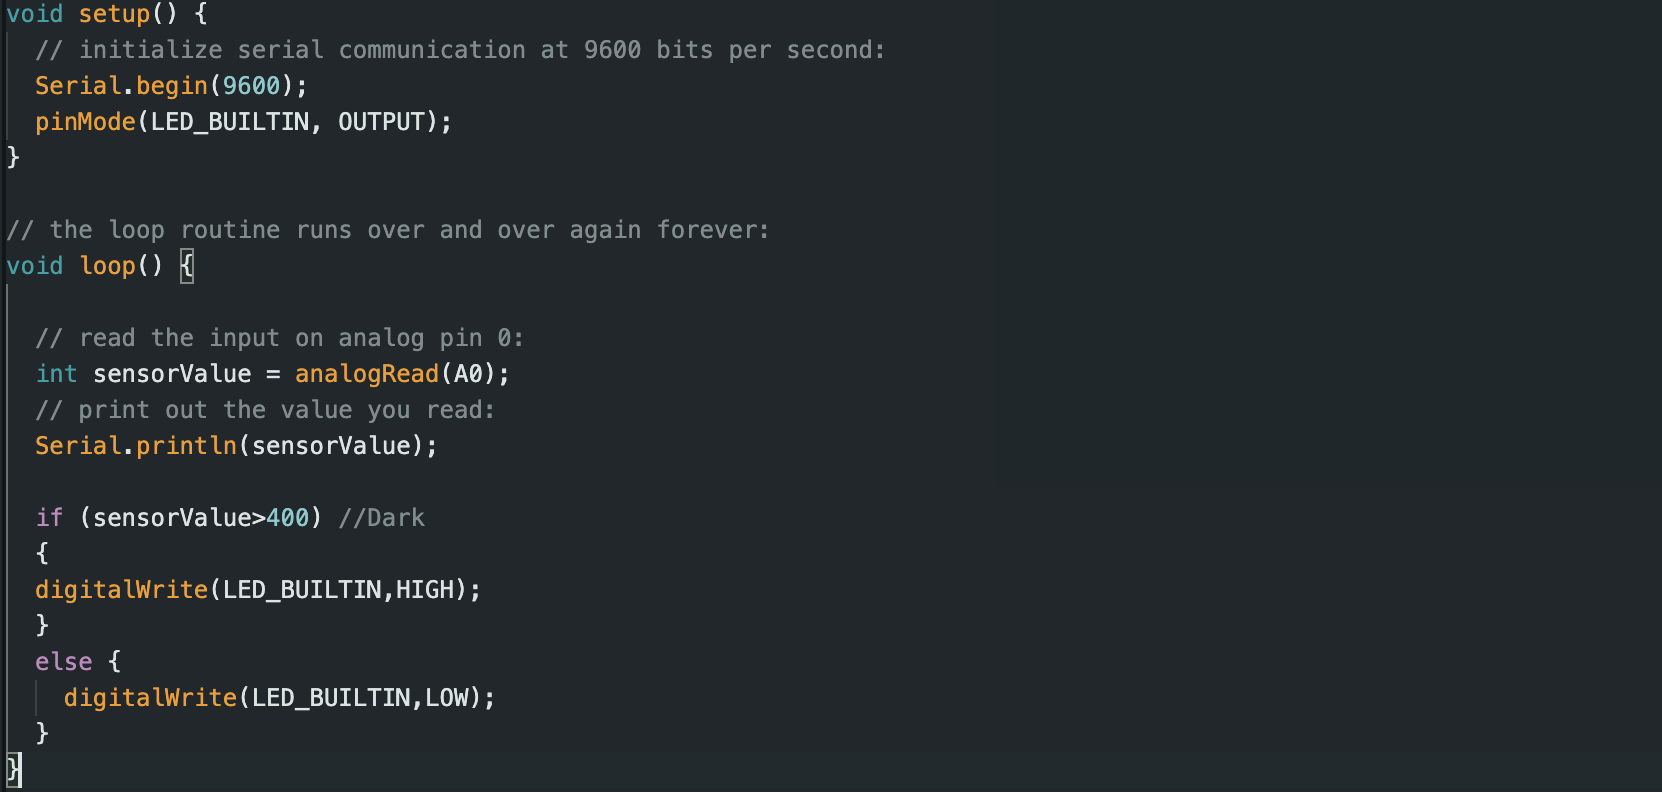 void setup() {
  // initialize serial communication at 9600 bits per second:
  Serial.begin(9600);
  pinMode(LED_BUILTIN, OUTPUT);
}
// the loop routine runs over and over again forever:
void loop() {
  // read the input on analog pin 0:
  int sensorValue = analogRead(A0);
  // print out the value you read:
  Serial.println(sensorValue);
  if (sensorValue>400) //Dark
  {
  digitalWrite(LED_BUILTIN,HIGH);
  }
  else {
    digitalWrite(LED_BUILTIN,LOW);
  }
}